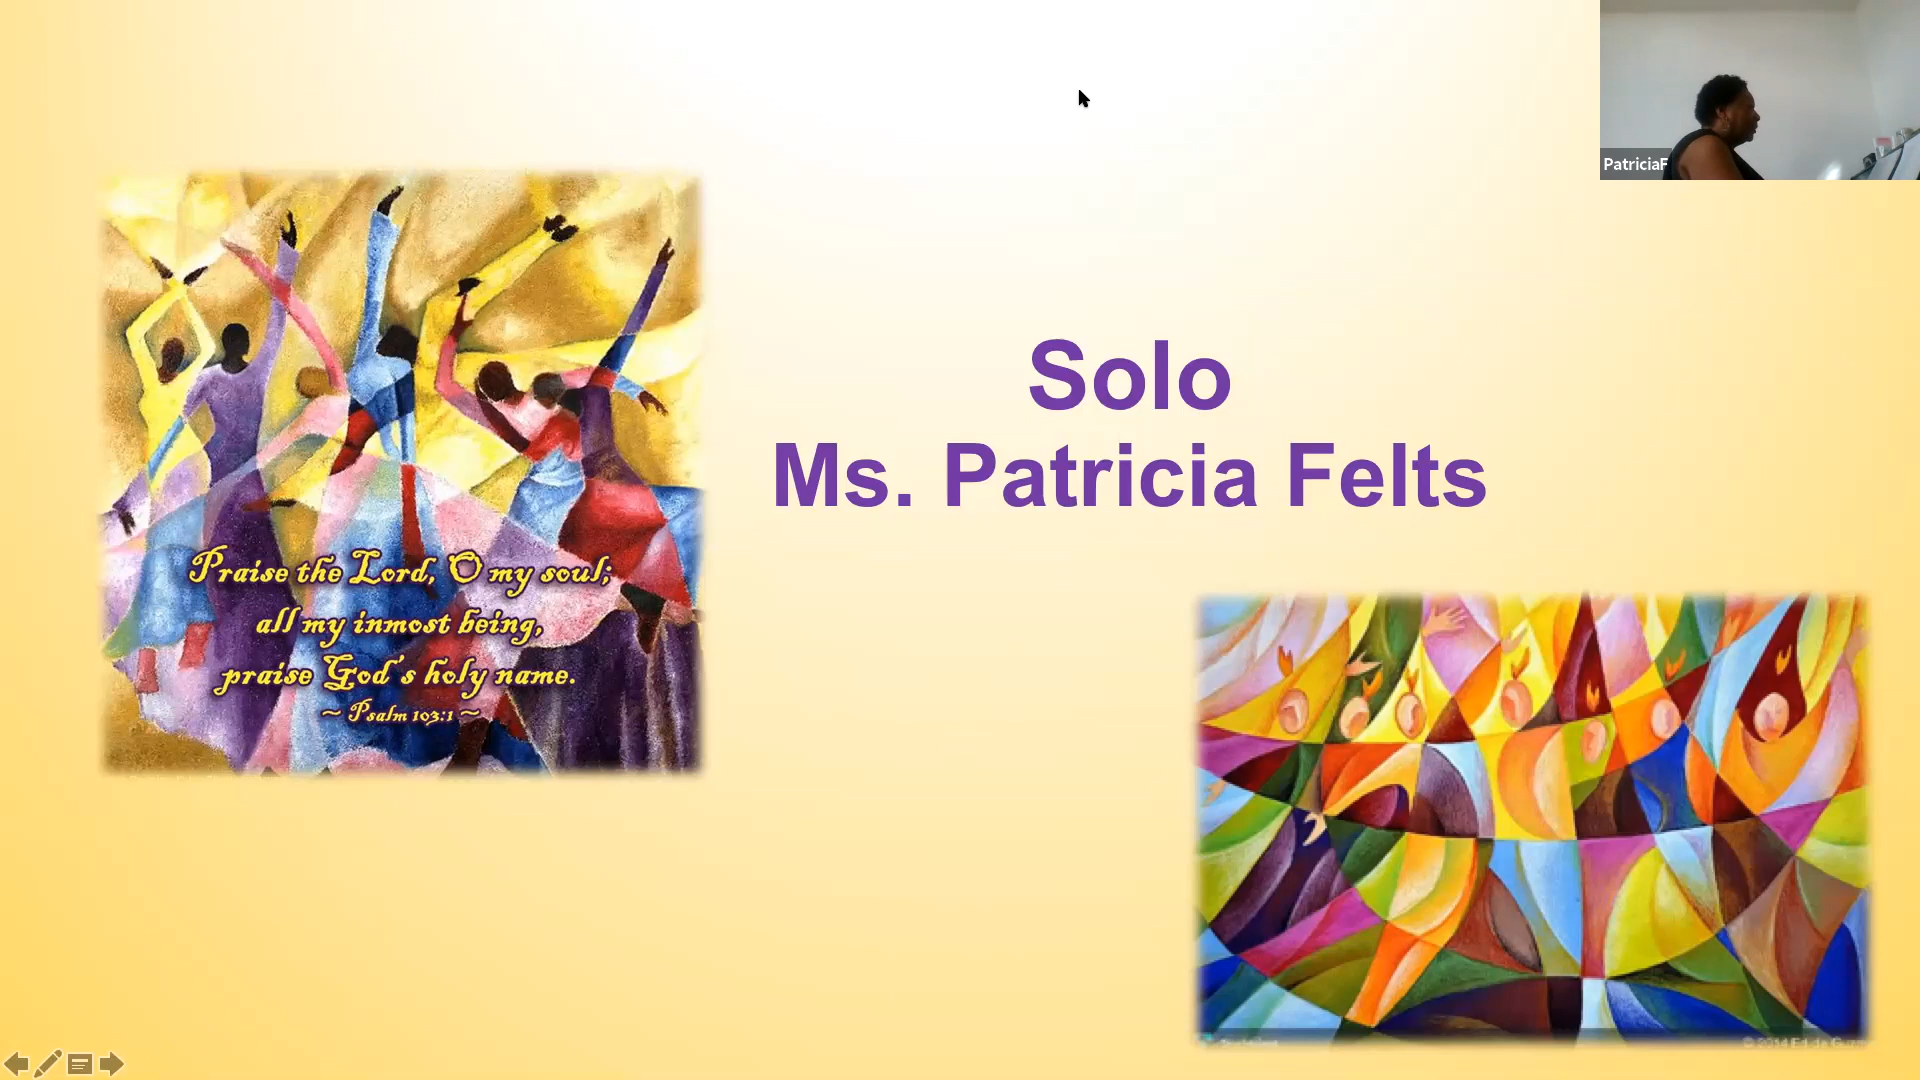 PatriciaF
Solo
Ms. Patricia Felts
Praise the Lord, O my soul;
all my inmost being,
praise God's holy name.
~ Psalm 103:1 ~